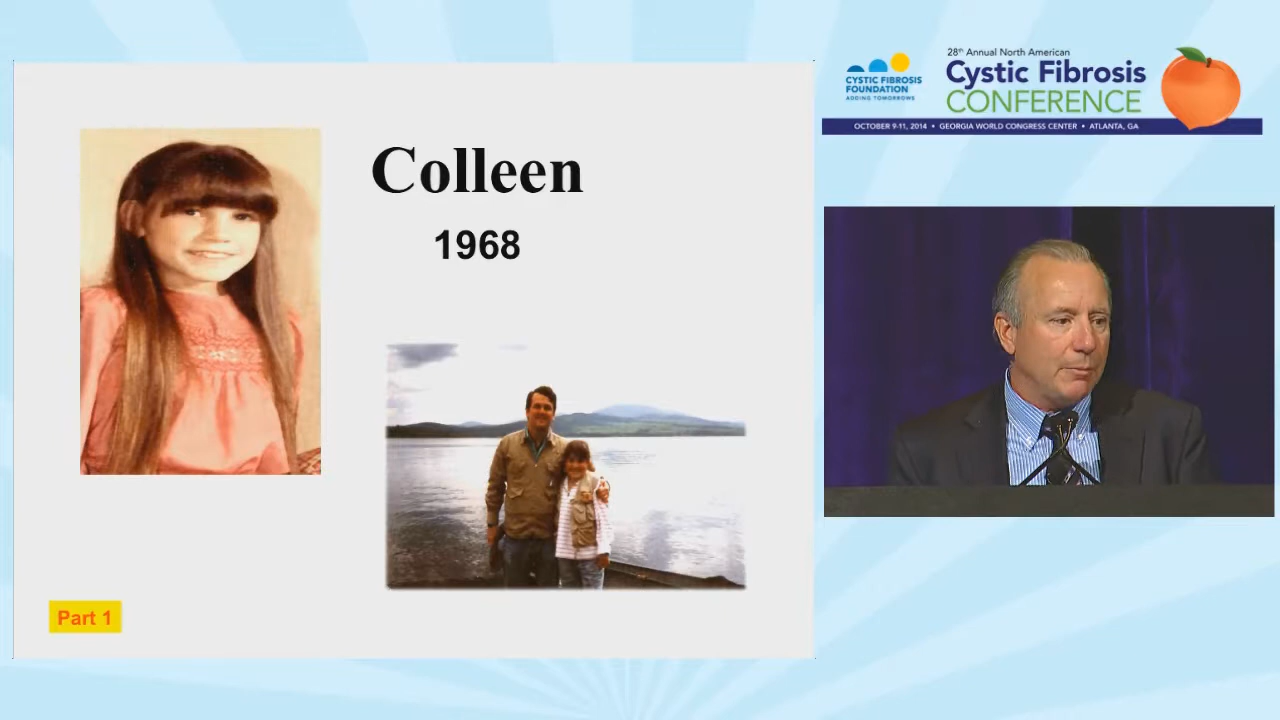 Colleen
1968
Part 1
CYSTIC FIBROSIS
FOUNDATION
ADDING TOMORROWS
28th Annual North American
Cystic Fibrosis
CONFERENCE
OCTOBER 9-11, 2014 • GEORGIA WORLD CONGRESS CENTER • ATLANTA, GA